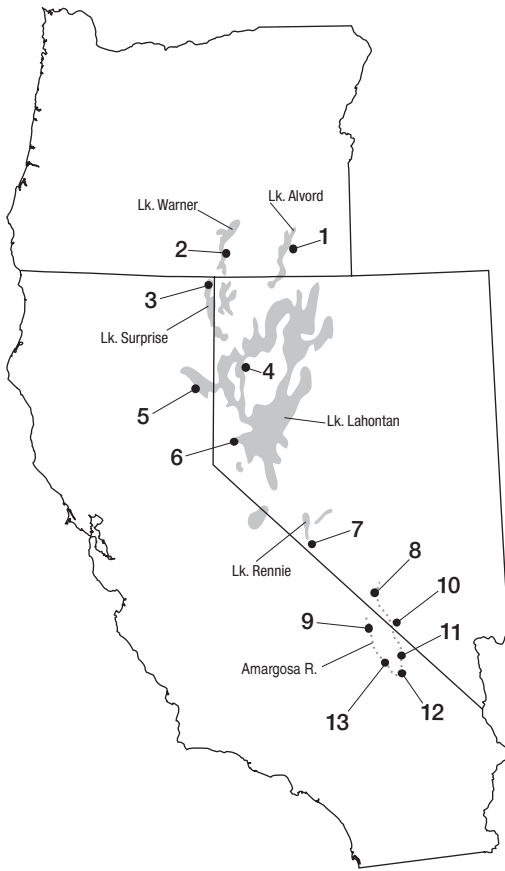 Lk. Alvord
Lk. Warner
1
2
3
Lk. Surprise
4
5
Lk. Lahontan
6
7
Lk. Rennie
8
10
9
11
Amargosa R.
13
12